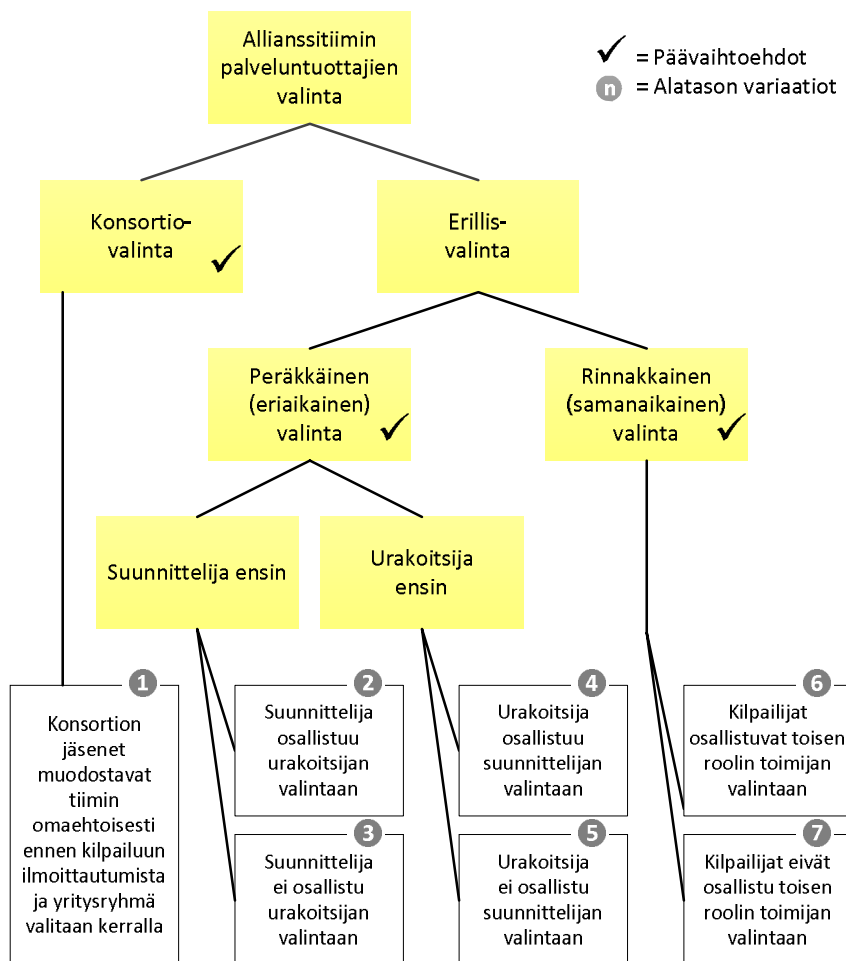 Allianssitiimin
palveluntuottajien
valinta
✓ = Päävaihtoehdot
n = Alatason variaatiot
Konsortio-
valinta
Erillis-
valinta
Peräkkäinen
(eriaikainen)
valinta
Rinnakkainen
(samanaikainen)
valinta
Suunnittelija ensin
Urakoitsija
ensin
1
Konsortion
jäsenet
muodostavat
tiimin
omaehtoisesti
ennen kilpailuun
ilmoittautumista
ja yritysryhmä
valitaan kerralla
2
Suunnittelija
osallistuu
urakoitsijan
valintaan
3
Suunnittelija
ei osallistu
urakoitsijan
valintaan
4
Urakoitsija
osallistuu
suunnittelijan
valintaan
5
Urakoitsija
ei osallistu
suunnittelijan
valintaan
6
Kilpailijat
osallistuvat toisen
roolin toimijan
valintaan
7
Kilpailijat eivät
osallistu toisen
roolin toimijan
valintaan